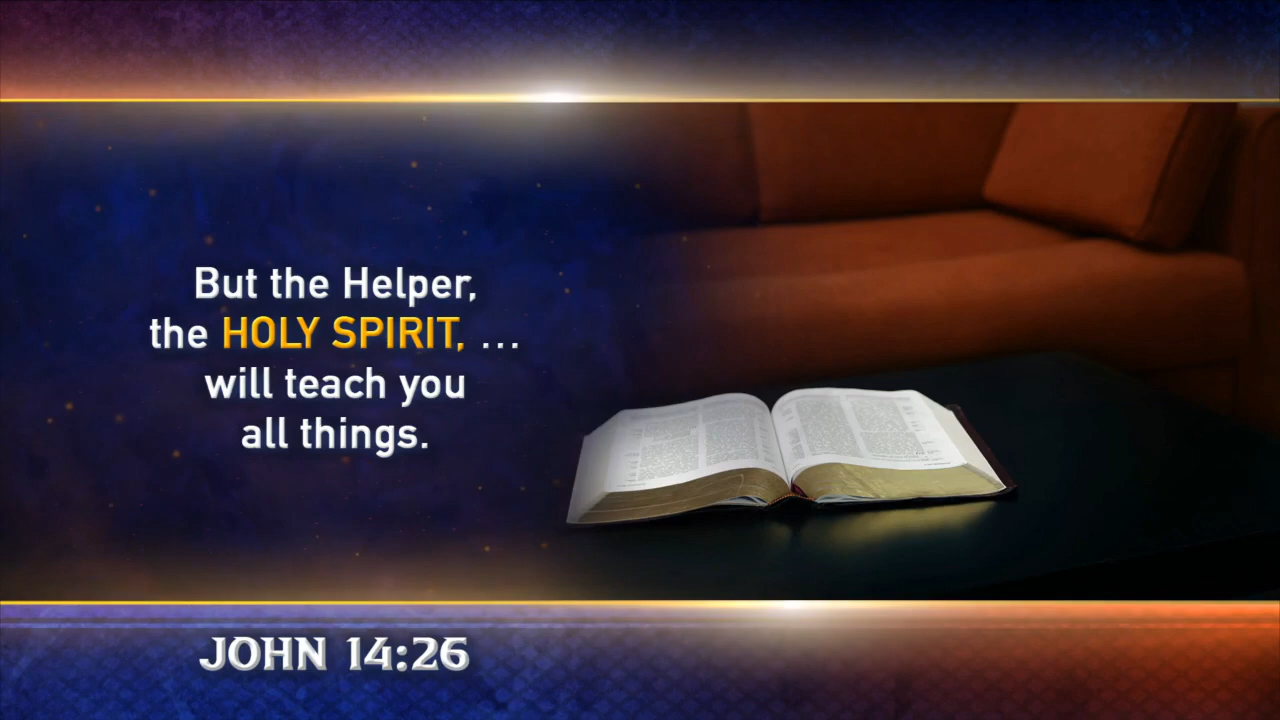 But the Helper,
the HOLY SPIRIT, ...
will teach you
all things.
JOHN 14:26